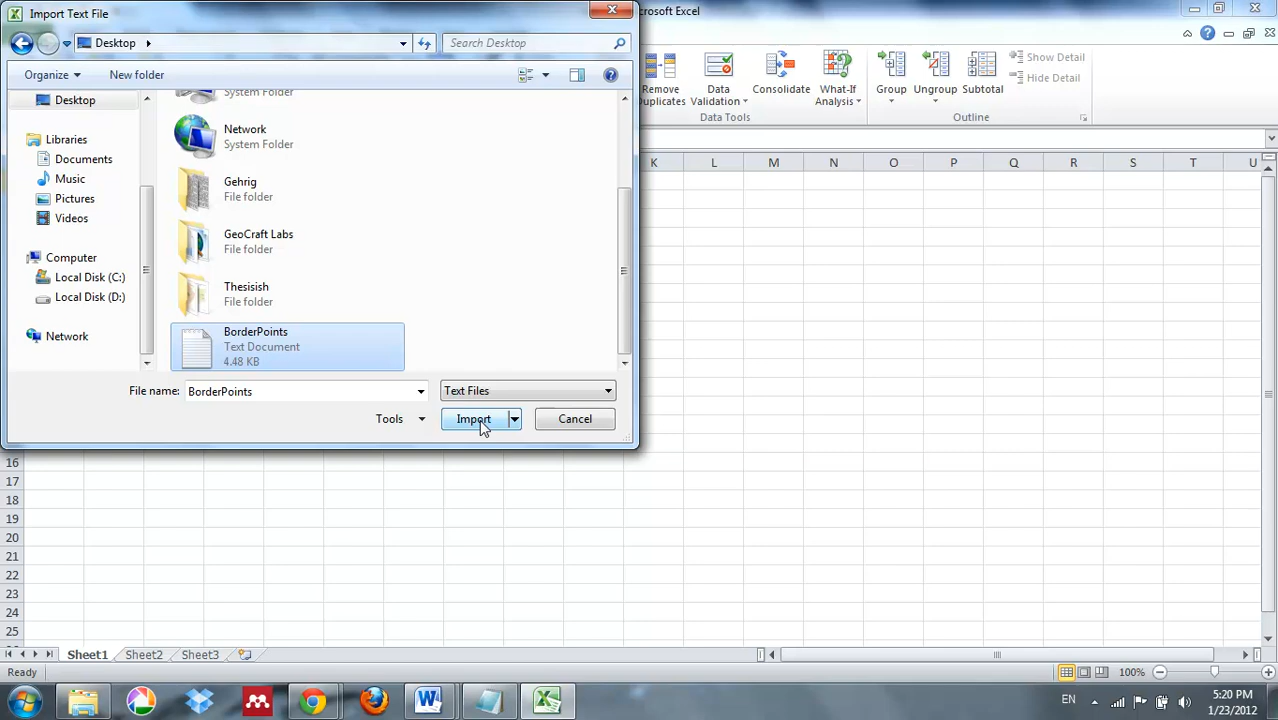 Import Text File
rosoft Excel
Desktop
Search Desktop
Organize
New folder
Desktop
Libraries
Documents
Music
Pictures
Videos
Computer
Local Disk (C:)
Local Disk (D:)
Network
System Folder
Network
System Folder
Gehrig
File folder
GeoCraft Labs
File folder
Thesisish
File folder
BorderPoints
Text Document
4.48 KB
File name: BorderPoints
Text Files
Tools
Import
Cancel
Remove
Duplicates
Data
Validation
Consolidate
What-If
Analysis
Group
Ungroup
Subtotal
Show Detail
Hide Detail
Data Tools
Outline
K L M N O P Q R S T U
16
17
18
19
20
21
22
23
24
25
Sheet1 Sheet2 Sheet3
Ready
100%
EN
5:20 PM
1/23/2012